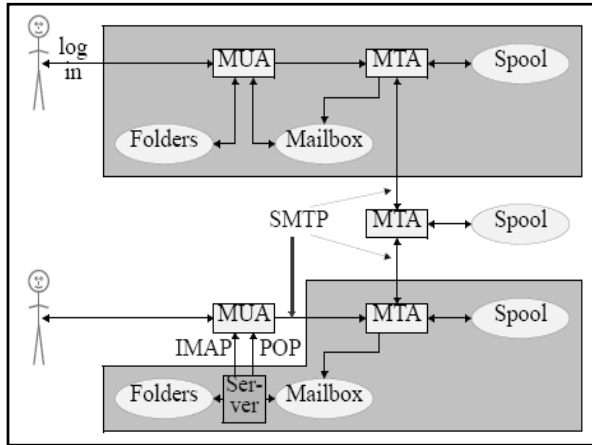 log
in
MUA
MTA
Spool
Folders
Mailbox
SMTP
MTA
Spool
MUA
MTA
Spool
IMAP
POP
Folders
Ser-
ver
Mailbox